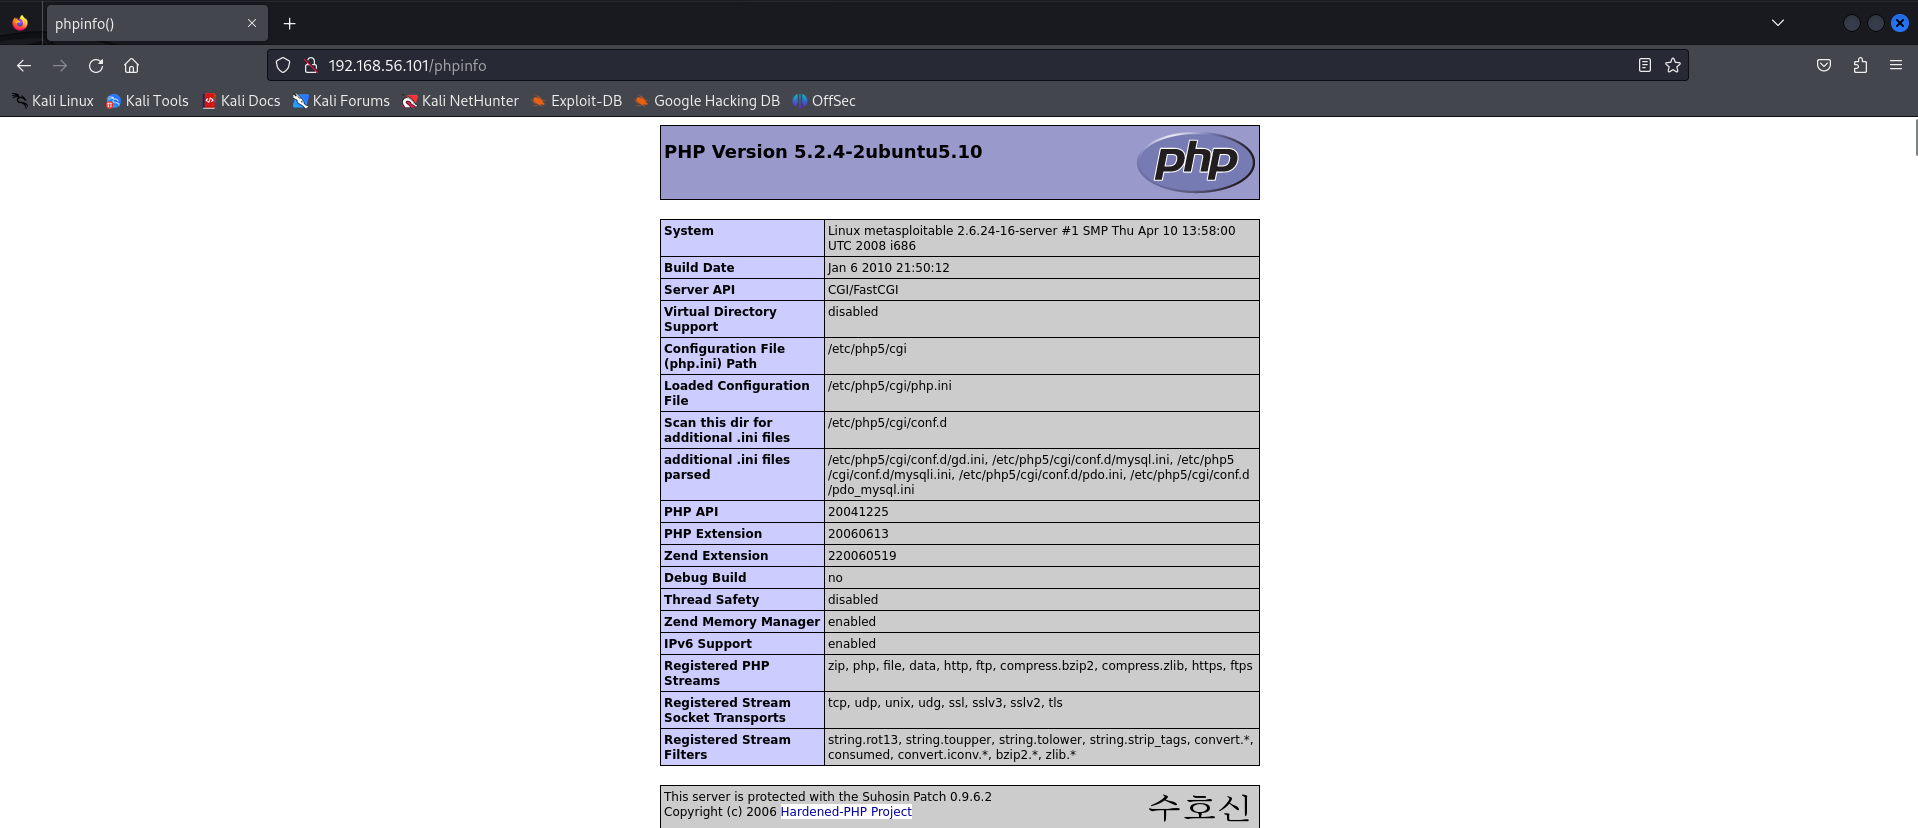 phpinfo()
192.168.56.101/phpinfo
Kali Linux Kali Tools Kali Docs Kali Forums Kali NetHunter Exploit-DB Google Hacking DB OffSec
PHP Version 5.2.4-2ubuntu5.10
php
System Linux metasploitable 2.6.24-16-server #1 SMP Thu Apr 10 13:58:00
UTC 2008 i686
Build Date Jan 6 2010 21:50:12
Server API CGI/FastCGI
Virtual Directory disabled
Support
Configuration File /etc/php5/cgi
(php.ini) Path
Loaded Configuration /etc/php5/cgi/php.ini
File
Scan this dir for /etc/php5/cgi/conf.d
additional .ini files
additional .ini files /etc/php5/cgi/conf.d/gd.ini, /etc/php5/cgi/conf.d/mysql.ini, /etc/php5
parsed /cgi/conf.d/mysqli.ini, /etc/php5/cgi/conf.d/pdo.ini, /etc/php5/cgi/conf.d
/pdo_mysql.ini
PHP API 20041225
PHP Extension 20060613
Zend Extension 220060519
Debug Build no
Thread Safety disabled
Zend Memory Manager enabled
IPv6 Support enabled
Registered PHP zip, php, file, data, http, ftp, compress.bzip2, compress.zlib, https, ftps
Streams
Registered Stream tcp, udp, unix, udg, ssl, sslv3, sslv2, tls
Socket Transports
Registered Stream string.rot13, string.toupper, string.tolower, string.strip_tags, convert.*,
Filters consumed, convert.iconv.*, bzip2.*, zlib.*
This server is protected with the Suhosin Patch 0.9.6.2
Copyright (c) 2006 Hardened-PHP Project
수호신